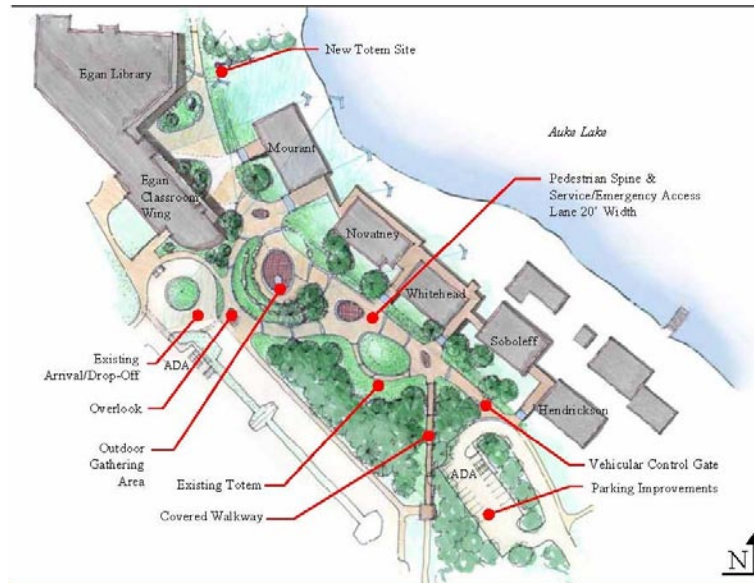 New Totem Site
Egan Library
Auke Lake
Mourant
Pedestrian Spine &
Service/Emergency Access
Lane 20' Width
Egan
Classroom
Wing
Novatney
Whitehead
Soboleff
Existing
Arrival/Drop-Off
ADA
Overlook
Hendrickson
Outdoor
Gathering
Area
Existing Totem
Covered Walkway
ADA
Vehicular Control Gate
Parking Improvements
N